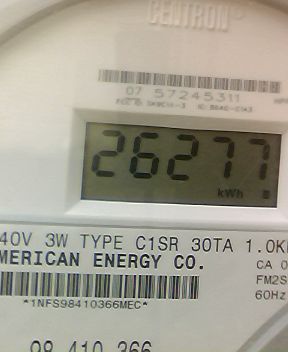 CENTRON
07 57245311
26277
kWh
40V 3W TYPE C1SR 30TA 1.0K
MERICAN ENERGY CO.
CA 0
FM2S
60Hz
*1NFS98410366MEC*
98 410 366